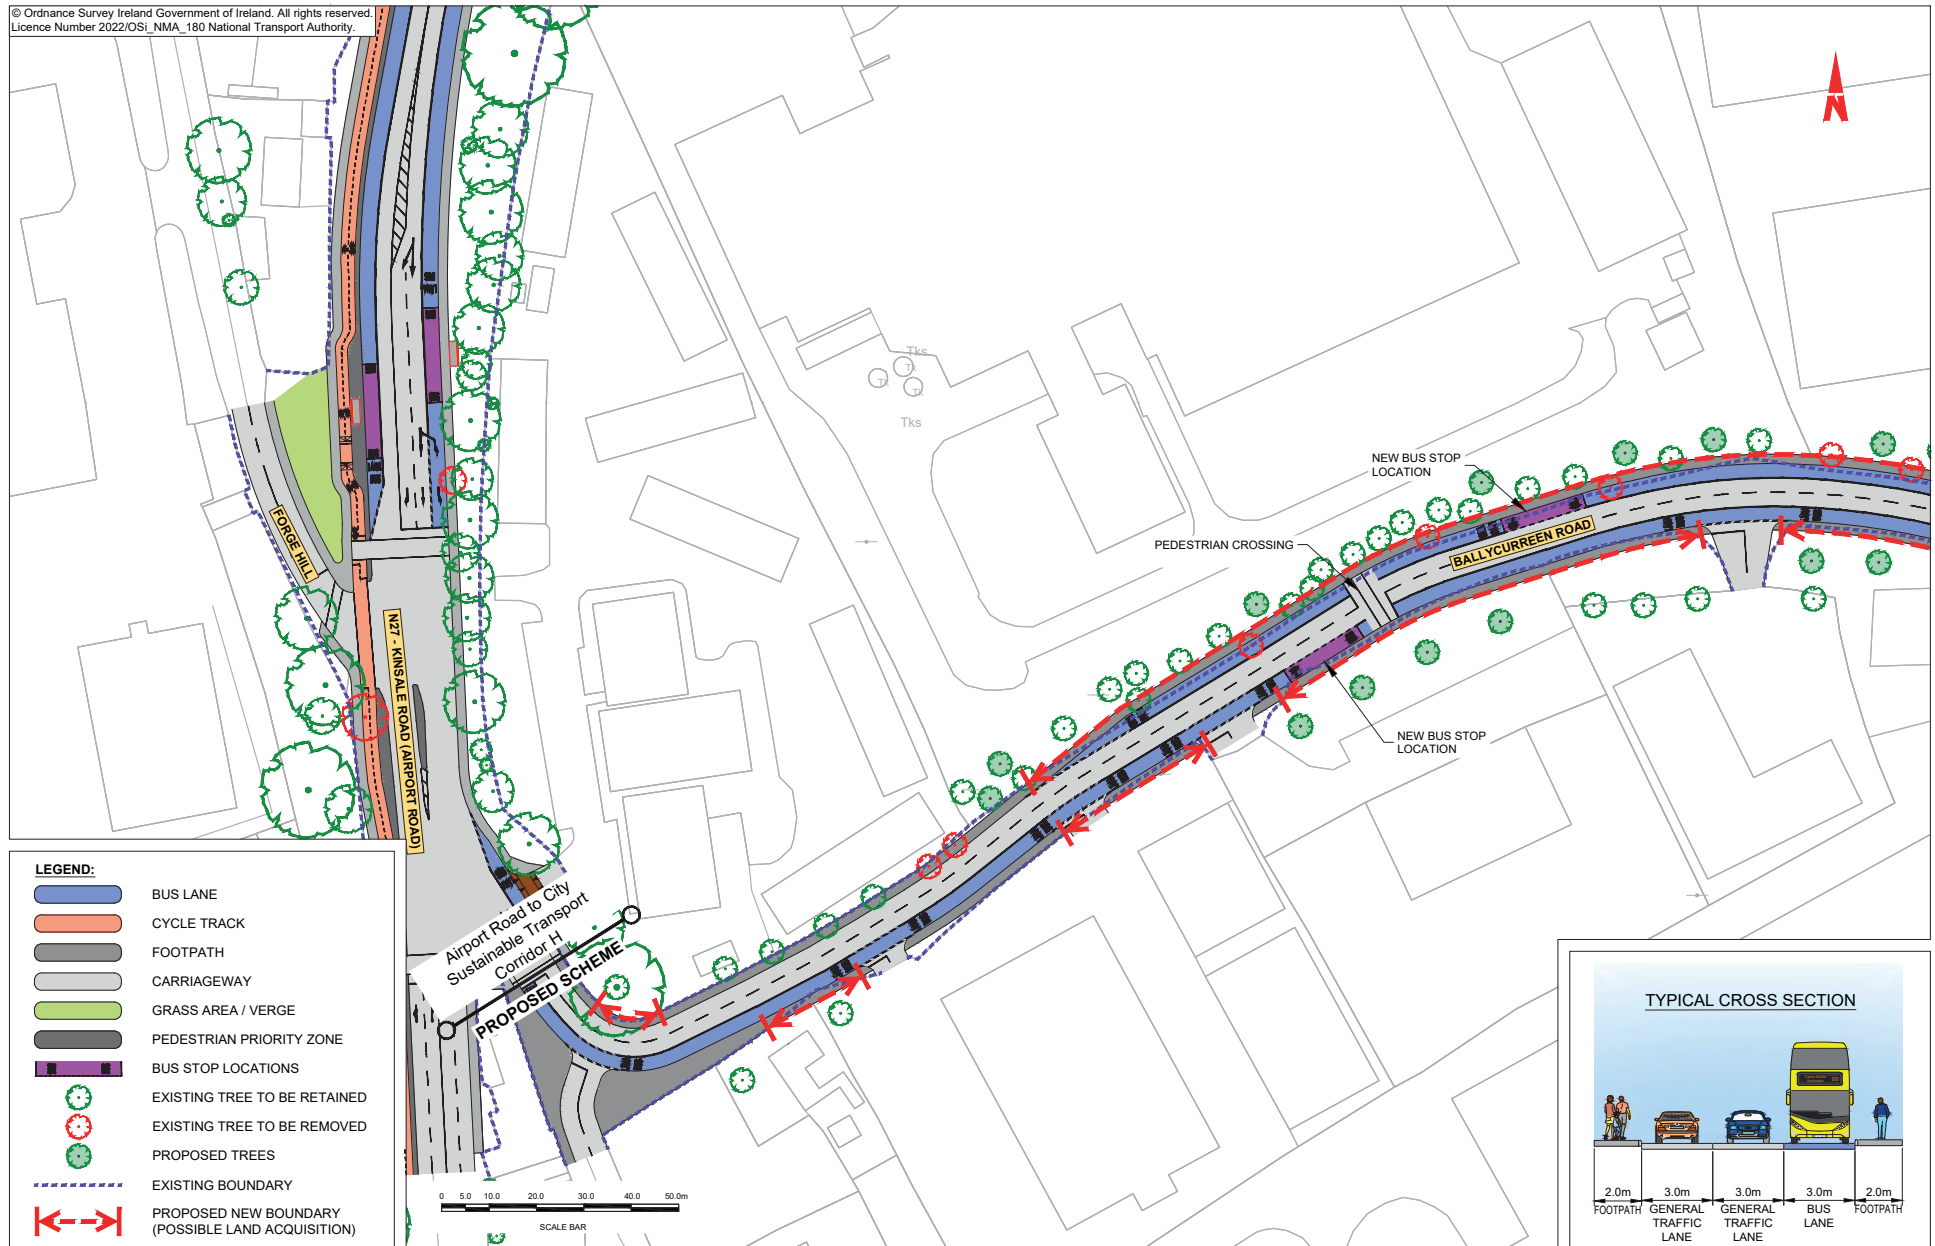 © Ordnance Survey Ireland Government of Ireland. All rights reserved.
Licence Number 2022/OSi_NMA_180 National Transport Authority.
N
Tks
Tk
Tk
Tk
Tks
NEW BUS STOP
LOCATION
PEDESTRIAN CROSSING
BALLYCURREEN ROAD
FORGE HILL
N27 - KINSALE ROAD (AIRPORT ROAD)
NEW BUS STOP
LOCATION
Airport Road to City
Sustainable Transport
Corridor H
PROPOSED SCHEME
LEGEND:
BUS LANE
CYCLE TRACK
FOOTPATH
CARRIAGEWAY
GRASS AREA / VERGE
PEDESTRIAN PRIORITY ZONE
BUS STOP LOCATIONS
EXISTING TREE TO BE RETAINED
EXISTING TREE TO BE REMOVED
PROPOSED TREES
EXISTING BOUNDARY
PROPOSED NEW BOUNDARY
(POSSIBLE LAND ACQUISITION)
0 5.0 10.0 20.0 30.0 40.0 50.0m
SCALE BAR
TYPICAL CROSS SECTION
2.0m 3.0m 3.0m 3.0m 2.0m
FOOTPATH GENERAL GENERAL BUS FOOTPATH
TRAFFIC TRAFFIC LANE
LANE LANE